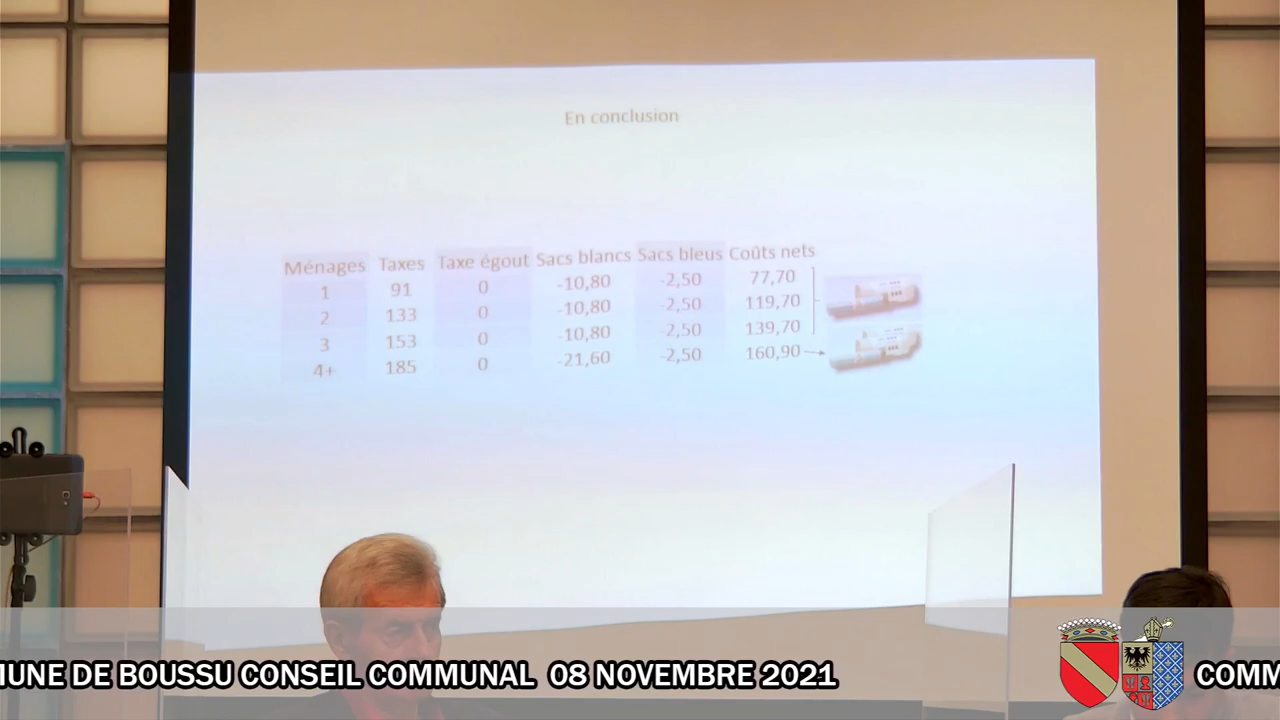 En conclusion
Ménages Taxes Taxe égout Sacs blancs Sacs bleus Coûts nets
1 91 0 -10,80 -2,50 77,70
2 133 0 -10,80 -2,50 119,70
3 153 0 -10,80 -2,50 139,70
4+ 185 0 -21,60 -2,50 160,90
MUNE DE BOUSSU CONSEIL COMMUNAL 08 NOVEMBRE 2021
COMM